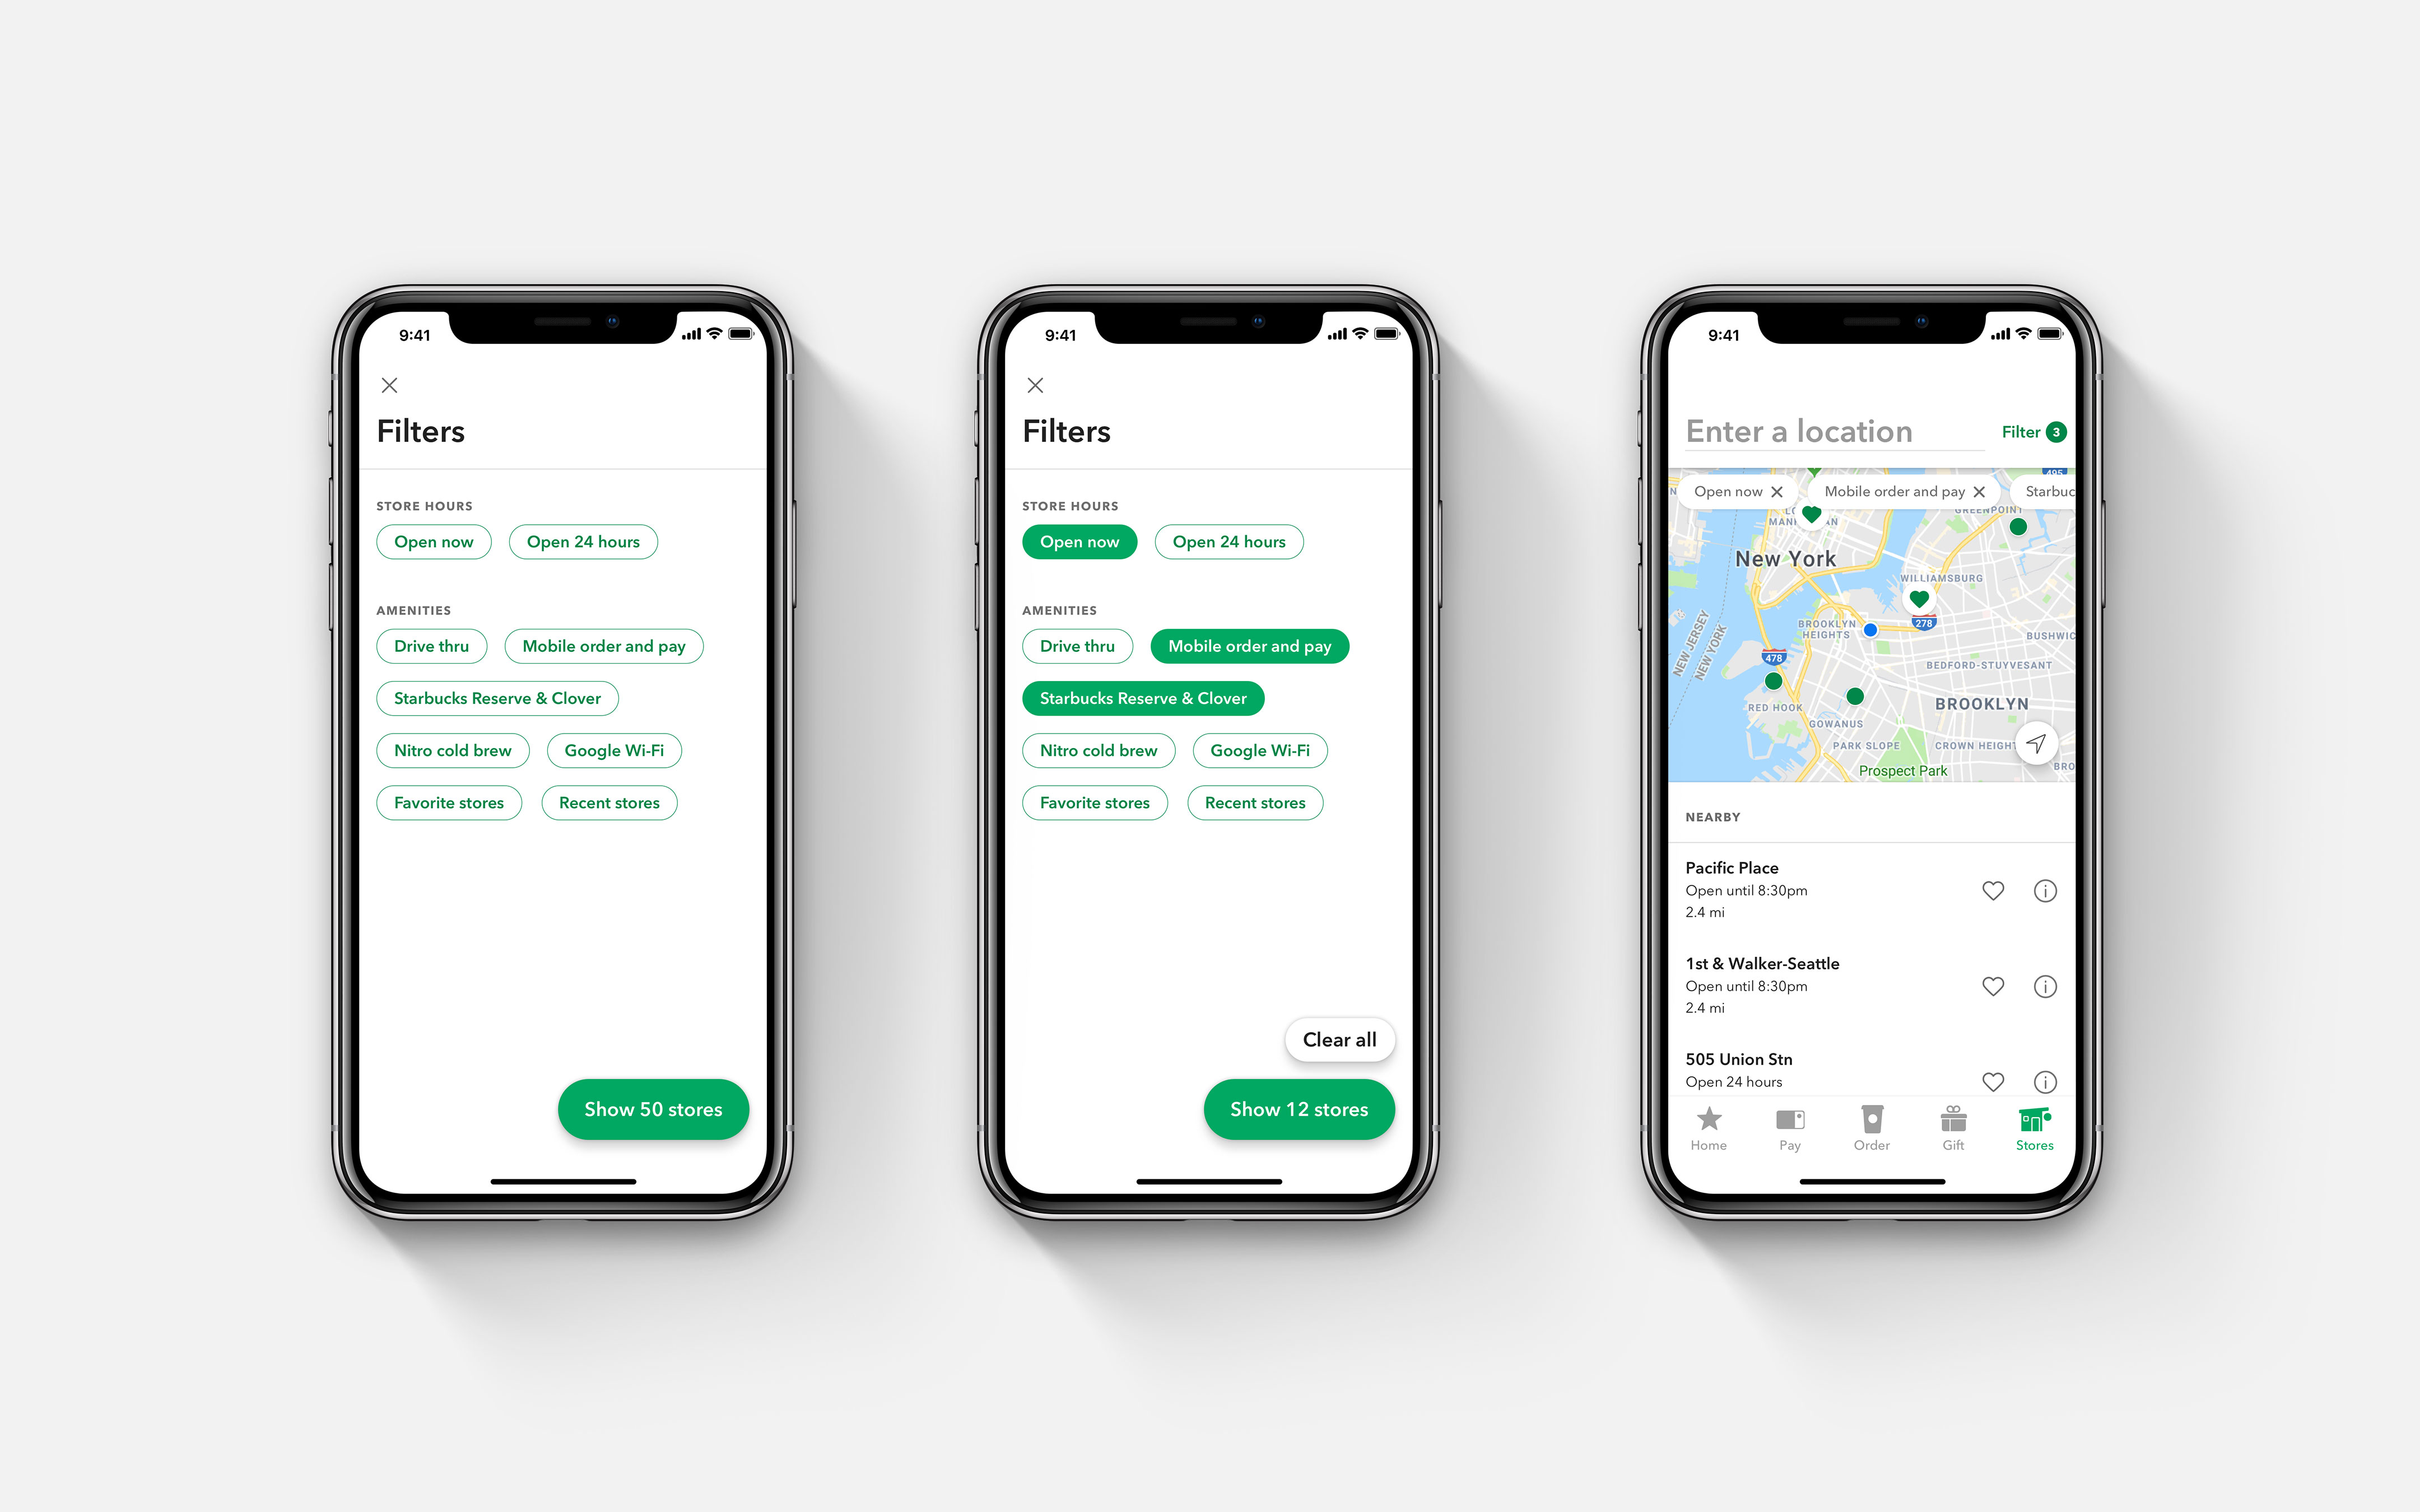 9:41
Filters
STORE HOURS
Open now
Open 24 hours
AMENITIES
Drive thru
Mobile order and pay
Starbucks Reserve & Clover
Nitro cold brew
Google Wi-Fi
Favorite stores
Recent stores
Show 50 stores
9:41
Filters
STORE HOURS
Open now
Open 24 hours
AMENITIES
Drive thru
Mobile order and pay
Starbucks Reserve & Clover
Nitro cold brew
Google Wi-Fi
Favorite stores
Recent stores
Clear all
Show 12 stores
9:41
Enter a location
Filter 3
495
Open now
Mobile order and pay
Starbuc
GREENPOINT
New York
WILLIAMSBURG
278
BROOKLYN
HEIGHTS
BUSHWIC
NEW JERSEY
NEW YORK
478
BEDFORD-STUYVESANT
BROOKLYN
RED HOOK
GOWANUS
PARK SLOPE
CROWN HEIGHT
BRO
Prospect Park
NEARBY
Pacific Place
Open until 8:30pm
2.4 mi
1st & Walker-Seattle
Open until 8:30pm
2.4 mi
505 Union Stn
Open 24 hours
Home
Pay
Order
Gift
Stores